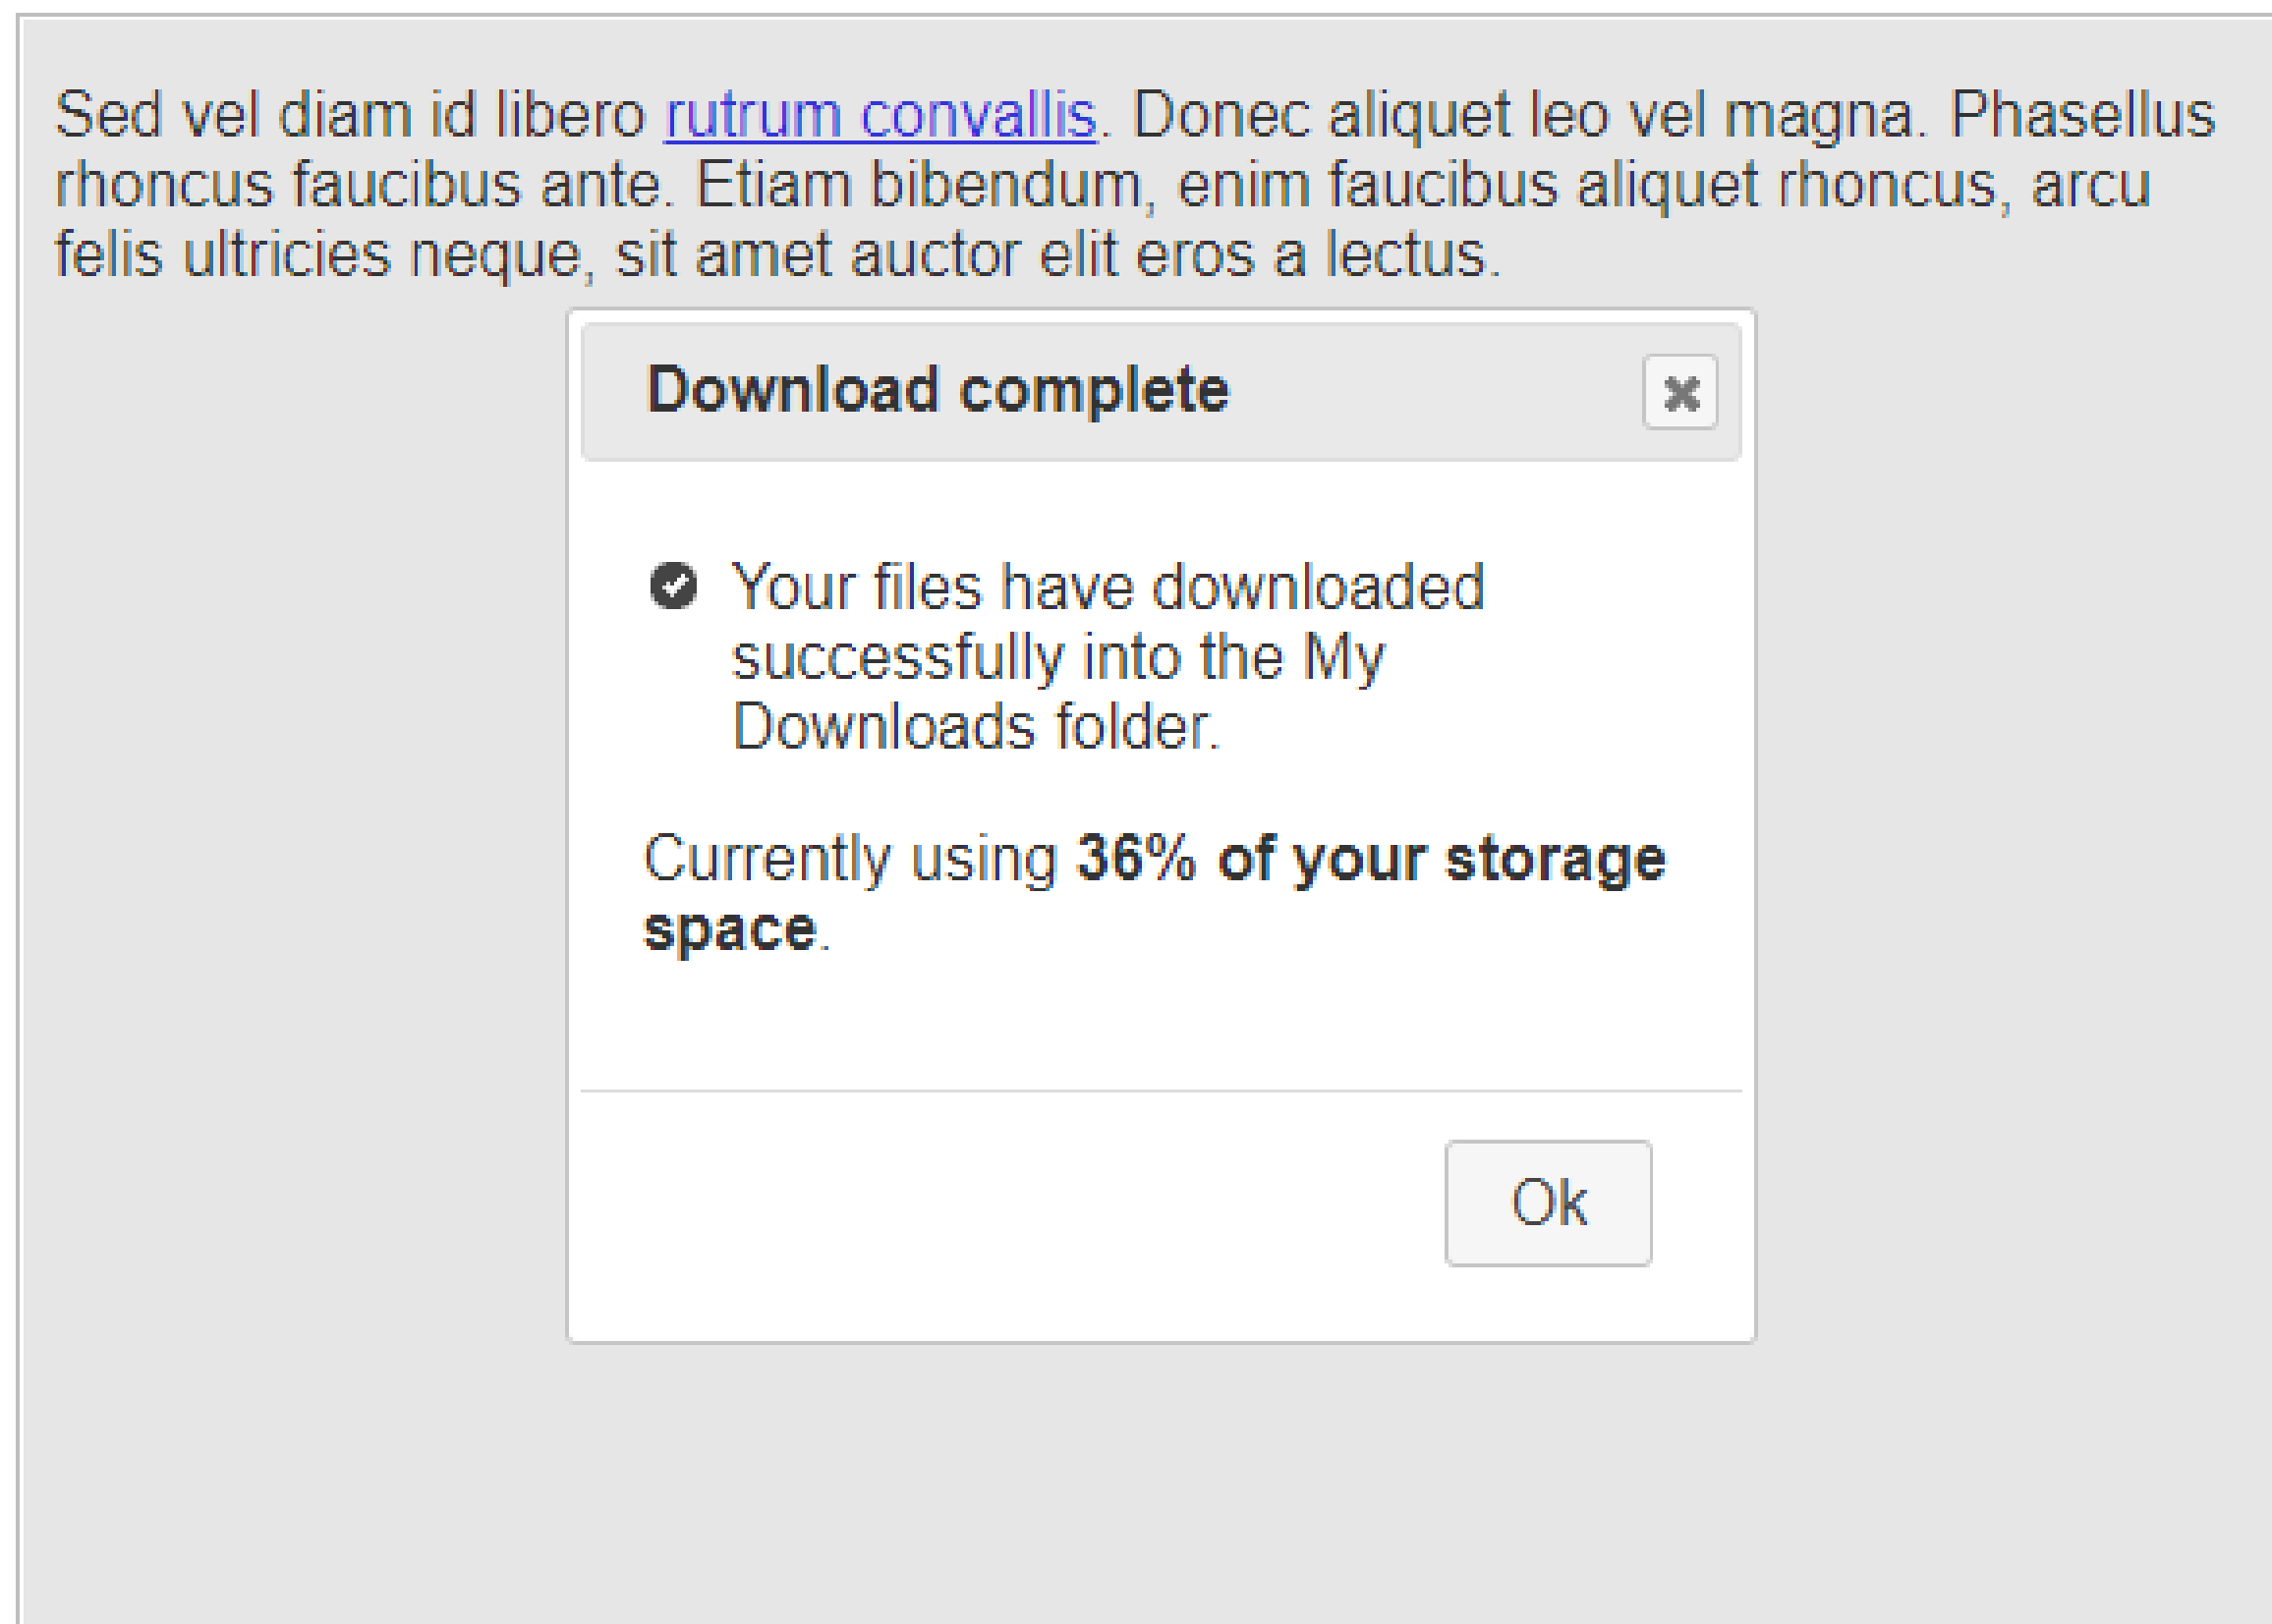 Sed vel diam id libero rutrum convallis. Donec aliquet leo vel magna. Phasellus
rhoncus faucibus ante. Etiam bibendum, enim faucibus aliquet rhoncus, arcu
felis ultricies neque, sit amet auctor elit eros a lectus.
Download complete
Your files have downloaded
successfully into the My
Downloads folder.
Currently using 36% of your storage
space.
Ok